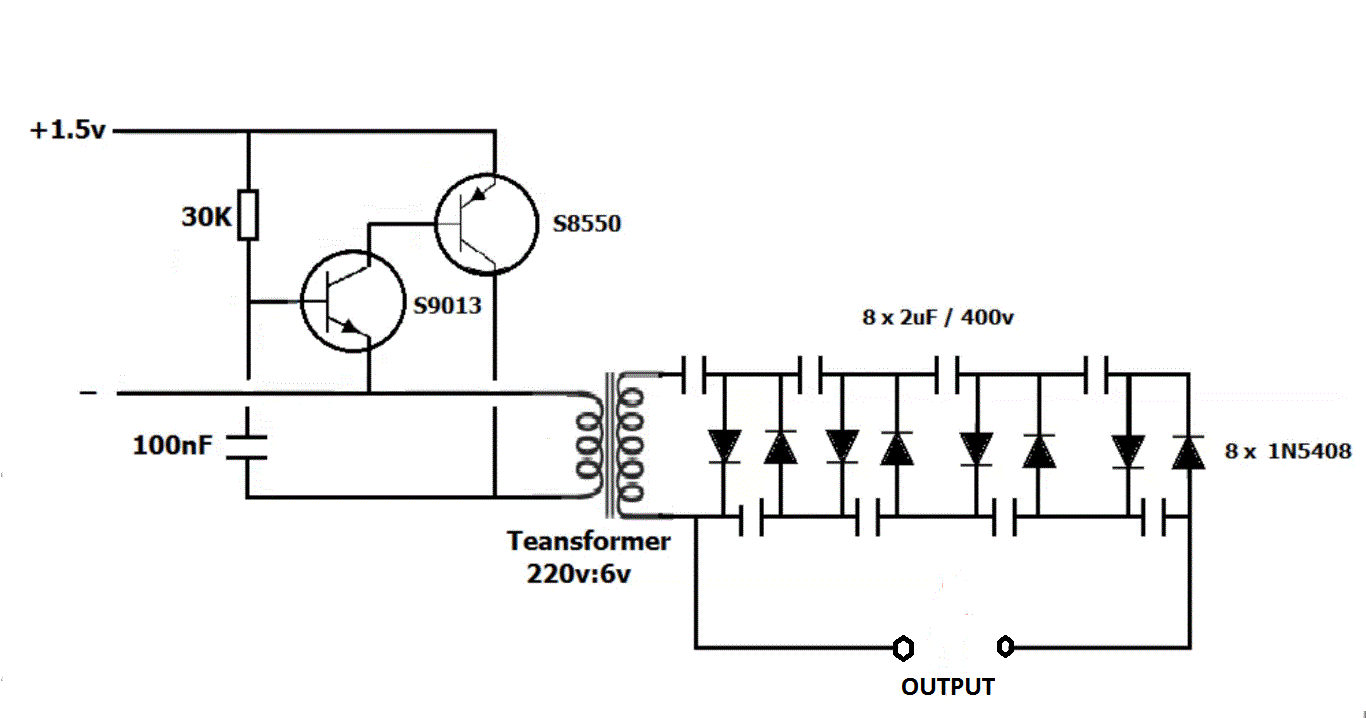 +1.5v
30K
S8550
S9013
8 x 2uF / 400v
–
100nF
8 x 1N5408
Teansformer
220v:6v
OUTPUT